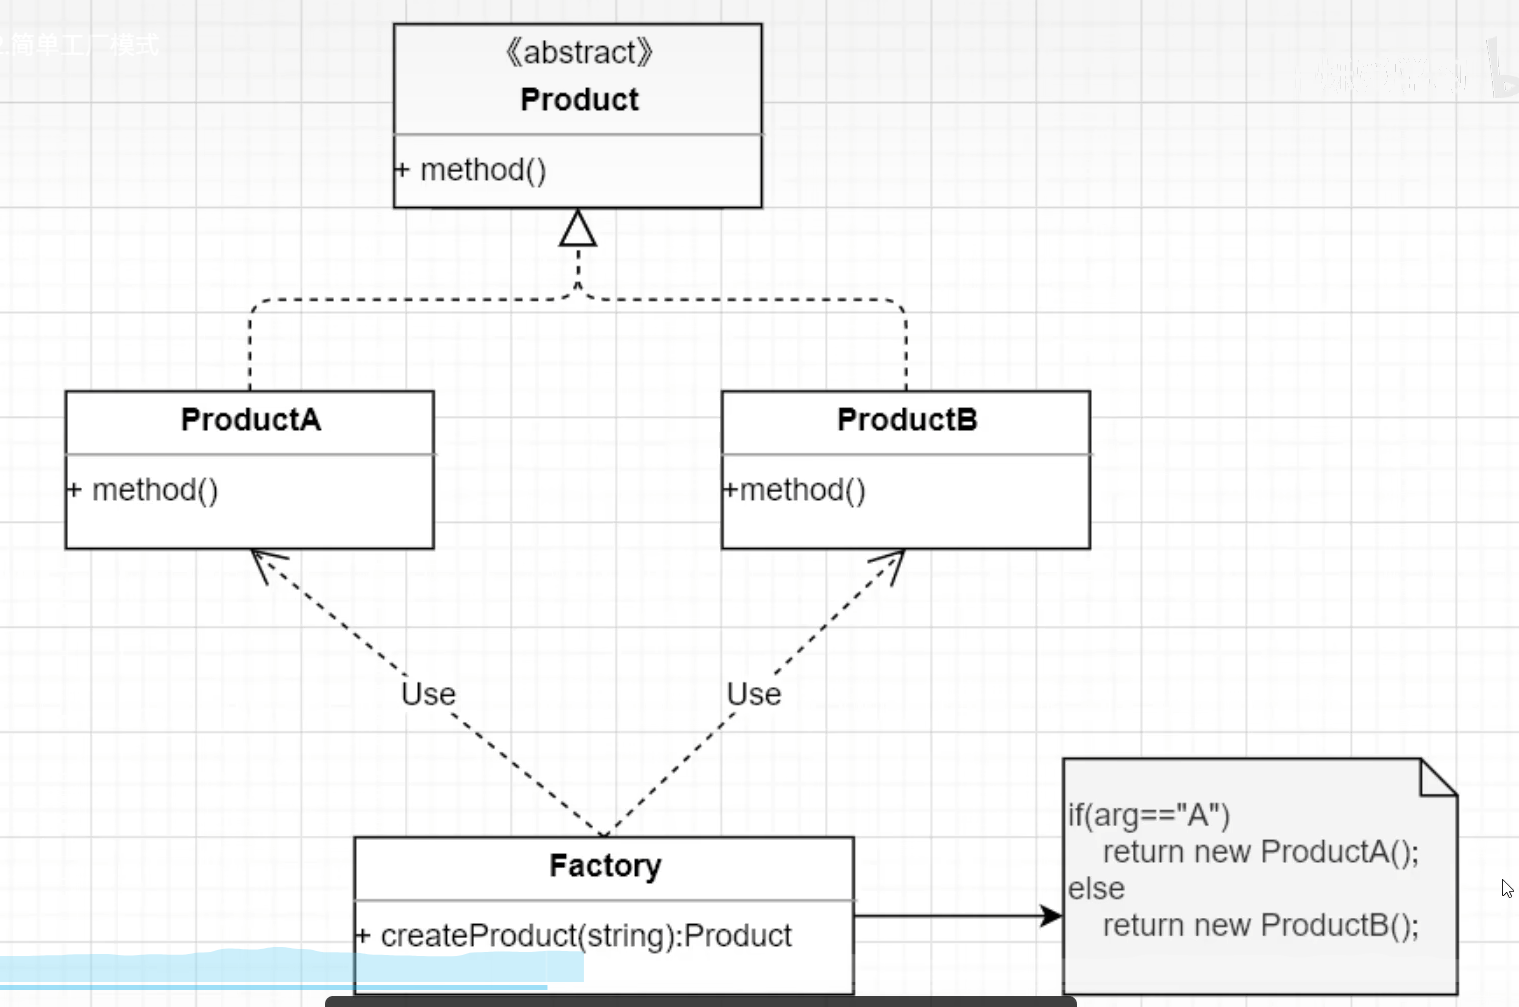 2.简单工厂模式
《abstract》
Product
+ method()
ProductA
+ method()
ProductB
+method()
Use
Use
Factory
+ createProduct(string):Product
if(arg=="A")
return new ProductA();
else
return new ProductB();